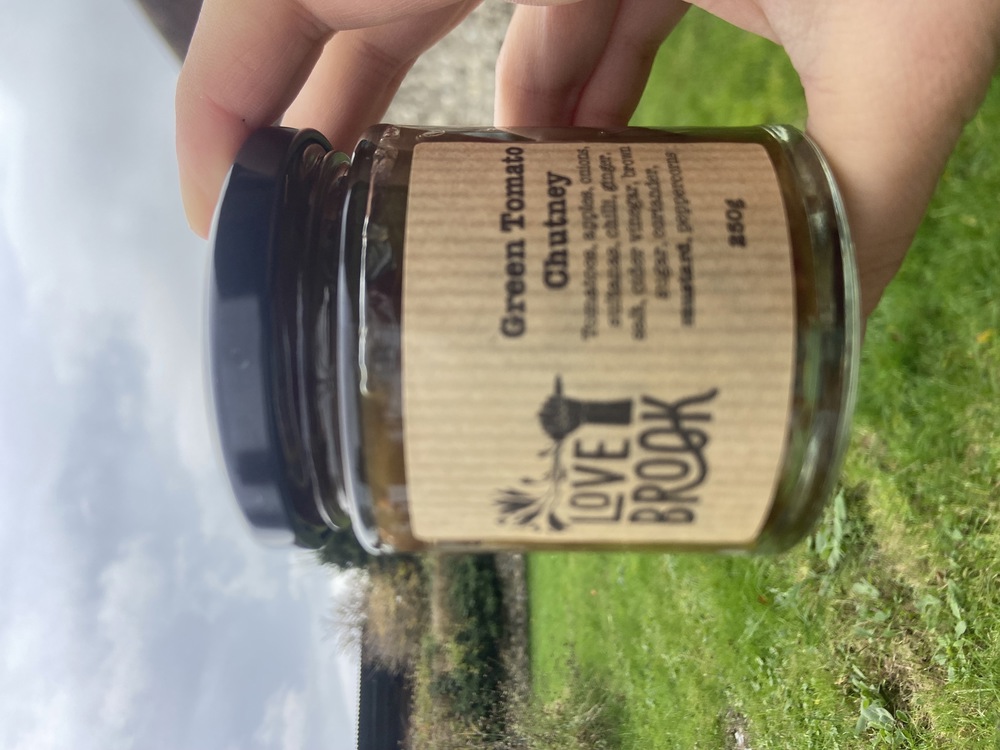 LOVE
BROOK
Green Tomato
Chutney
Tomatoes, apples, onions,
sultanas, chilli, ginger,
salt, cyder vinegar, brown
sugar, coriander,
mustard, peppercorns
250g